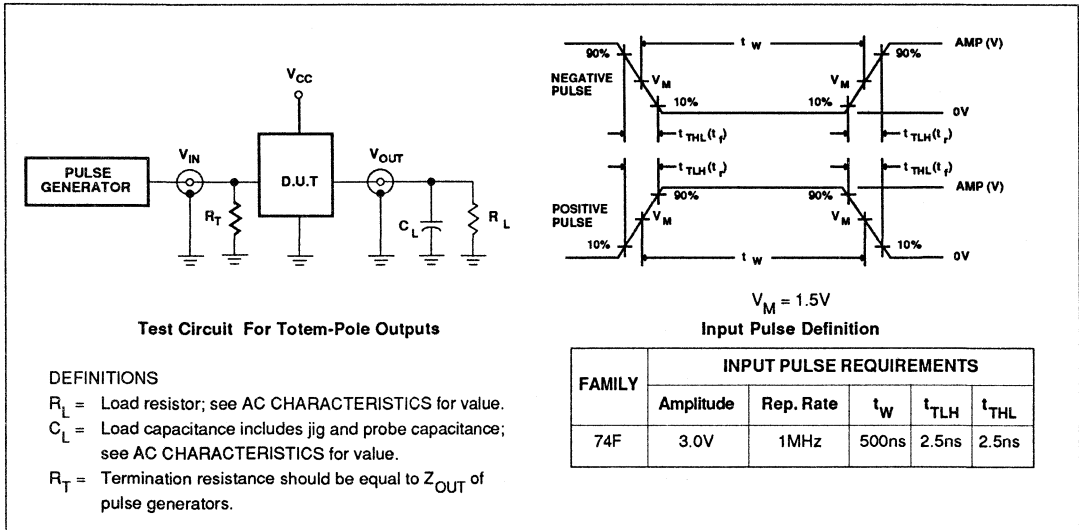 V_CC
PULSE
GENERATOR
V_IN
R_T
D.U.T
V_OUT
C_L
R_L
Test Circuit For Totem-Pole Outputs
NEGATIVE
PULSE
90%
t_W
90%
AMP (V)
V_M
V_M
10%
10%
0V
t_THL(t_f)
t_TLH(t_r)
t_TLH(t_r)
t_THL(t_f)
POSITIVE
PULSE
90%
90%
AMP (V)
V_M
V_M
10%
10%
t_W
0V
V_M = 1.5V
Input Pulse Definition
DEFINITIONS
R_L = Load resistor; see AC CHARACTERISTICS for value.
C_L = Load capacitance includes jig and probe capacitance;
see AC CHARACTERISTICS for value.
R_T = Termination resistance should be equal to Z_OUT of
pulse generators.
FAMILY INPUT PULSE REQUIREMENTS
Amplitude Rep. Rate t_W t_TLH t_THL
74F 3.0V 1MHz 500ns 2.5ns 2.5ns